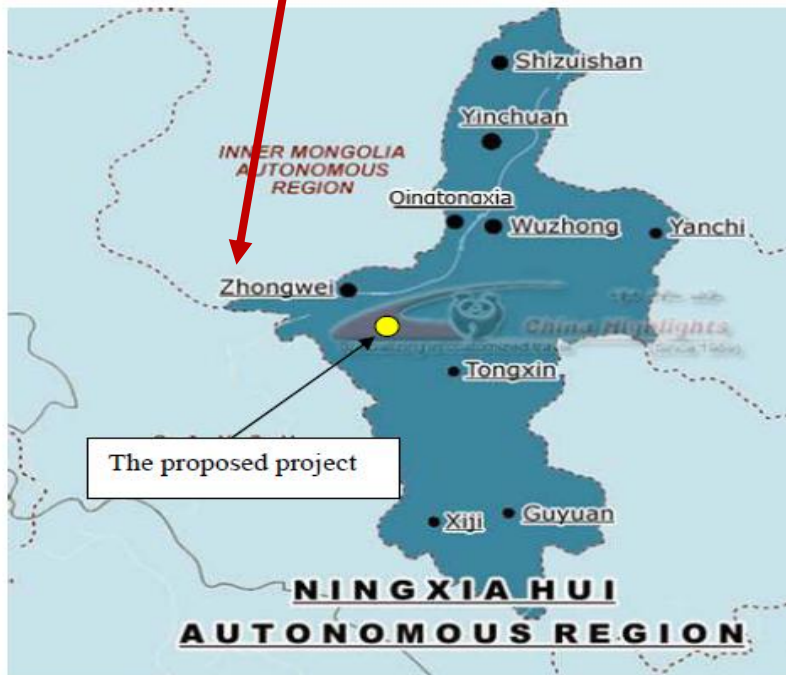 Shizuishan
Yinchuan
INNER MONGOLIA
AUTONOMOUS
REGION
Qingtongxia
Wuzhong
Yanchi
Zhongwei
China Highlights
Tongxin
The proposed project
Xiji
Guyuan
NINGXIA HUI
AUTONOMOUS REGION